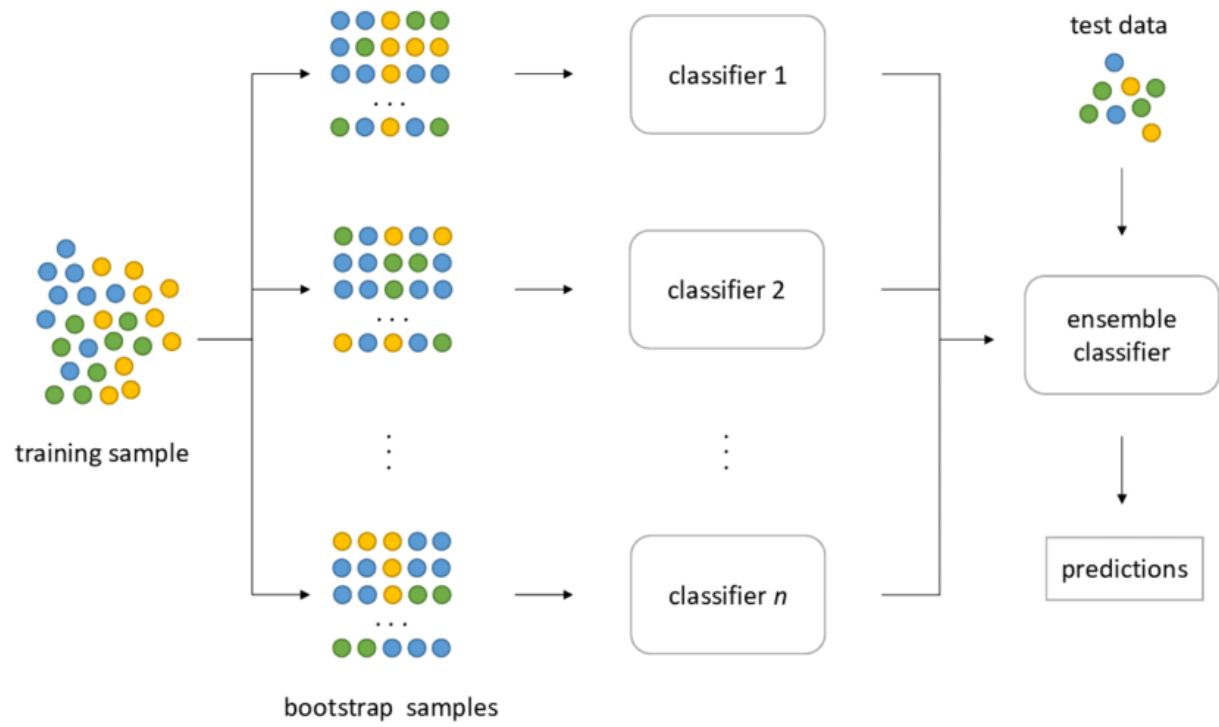 test data
classifier 1
...
classifier 2
...
ensemble
classifier
training sample
⋮
⋮
classifier n
predictions
...
bootstrap samples